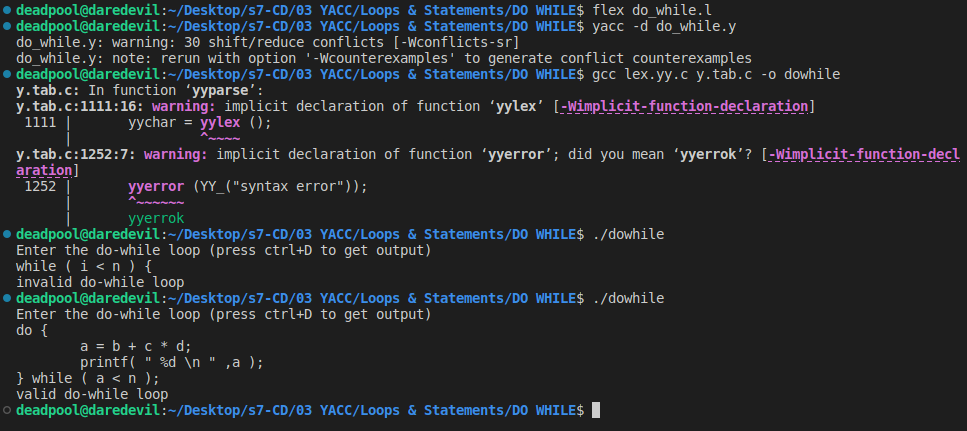 deadpool@daredevil:~/Desktop/s7-CD/03 YACC/Loops & Statements/DO WHILE$ flex do_while.l
deadpool@daredevil:~/Desktop/s7-CD/03 YACC/Loops & Statements/DO WHILE$ yacc -d do_while.y
do_while.y: warning: 30 shift/reduce conflicts [-Wconflicts-sr]
do_while.y: note: rerun with option '-Wcounterexamples' to generate conflict counterexamples
deadpool@daredevil:~/Desktop/s7-CD/03 YACC/Loops & Statements/DO WHILE$ gcc lex.yy.c y.tab.c -o dowhile
y.tab.c: In function ‘yyparse’:
y.tab.c:1111:16: warning: implicit declaration of function ‘yylex’ [-Wimplicit-function-declaration]
 1111 |       yychar = yylex ();
      |                ^~~~~
y.tab.c:1252:7: warning: implicit declaration of function ‘yyerror’; did you mean ‘yyerrok’? [-Wimplicit-function-decl
aration]
 1252 |       yyerror (YY_("syntax error"));
      |       ^~~~~~~
      |       yyerrok
deadpool@daredevil:~/Desktop/s7-CD/03 YACC/Loops & Statements/DO WHILE$ ./dowhile
Enter the do-while loop (press ctrl+D to get output)
while ( i < n ) {
invalid do-while loop
deadpool@daredevil:~/Desktop/s7-CD/03 YACC/Loops & Statements/DO WHILE$ ./dowhile
Enter the do-while loop (press ctrl+D to get output)
do {
        a = b + c * d;
        printf( " %d \n " ,a );
} while ( a < n );
valid do-while loop
deadpool@daredevil:~/Desktop/s7-CD/03 YACC/Loops & Statements/DO WHILE$